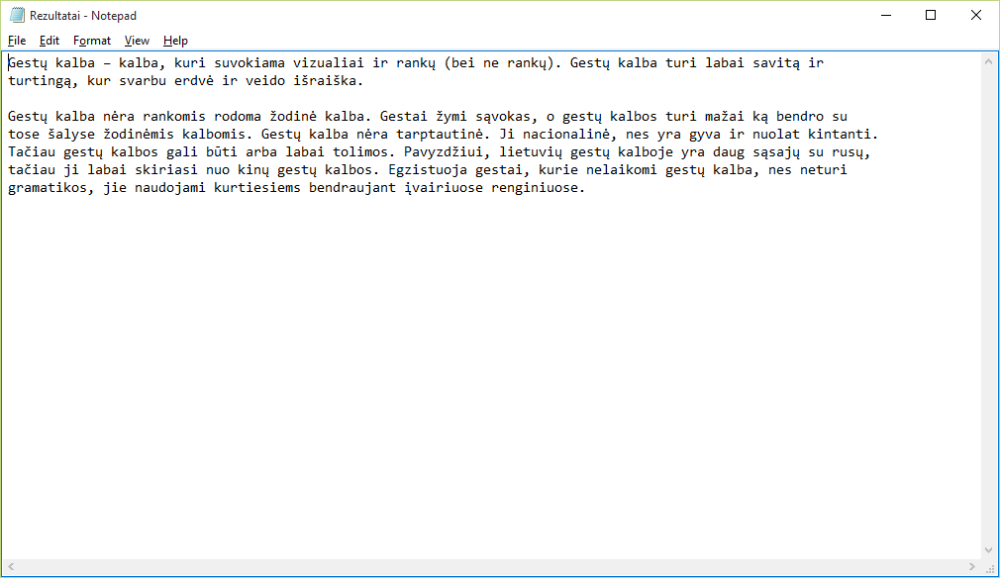 Rezultatai - Notepad
File Edit Format View Help
Gestų kalba – kalba, kuri suvokiama vizualiai ir rankų (bei ne rankų). Gestų kalba turi labai savitą ir
turtingą, kur svarbu erdvė ir veido išraiška.

Gestų kalba nėra rankomis rodoma žodinė kalba. Gestai žymi sąvokas, o gestų kalbos turi mažai ką bendro su
tose šalyse žodinėmis kalbomis. Gestų kalba nėra tarptautinė. Ji nacionalinė, nes yra gyva ir nuolat kintanti.
Tačiau gestų kalbos gali būti arba labai tolimos. Pavyzdžiui, lietuvių gestų kalboje yra daug sąsajų su rusų,
tačiau ji labai skiriasi nuo kinų gestų kalbos. Egzistuoja gestai, kurie nelaikomi gestų kalba, nes neturi
gramatikos, jie naudojami kurtiesiems bendraujant įvairiuose renginiuose.